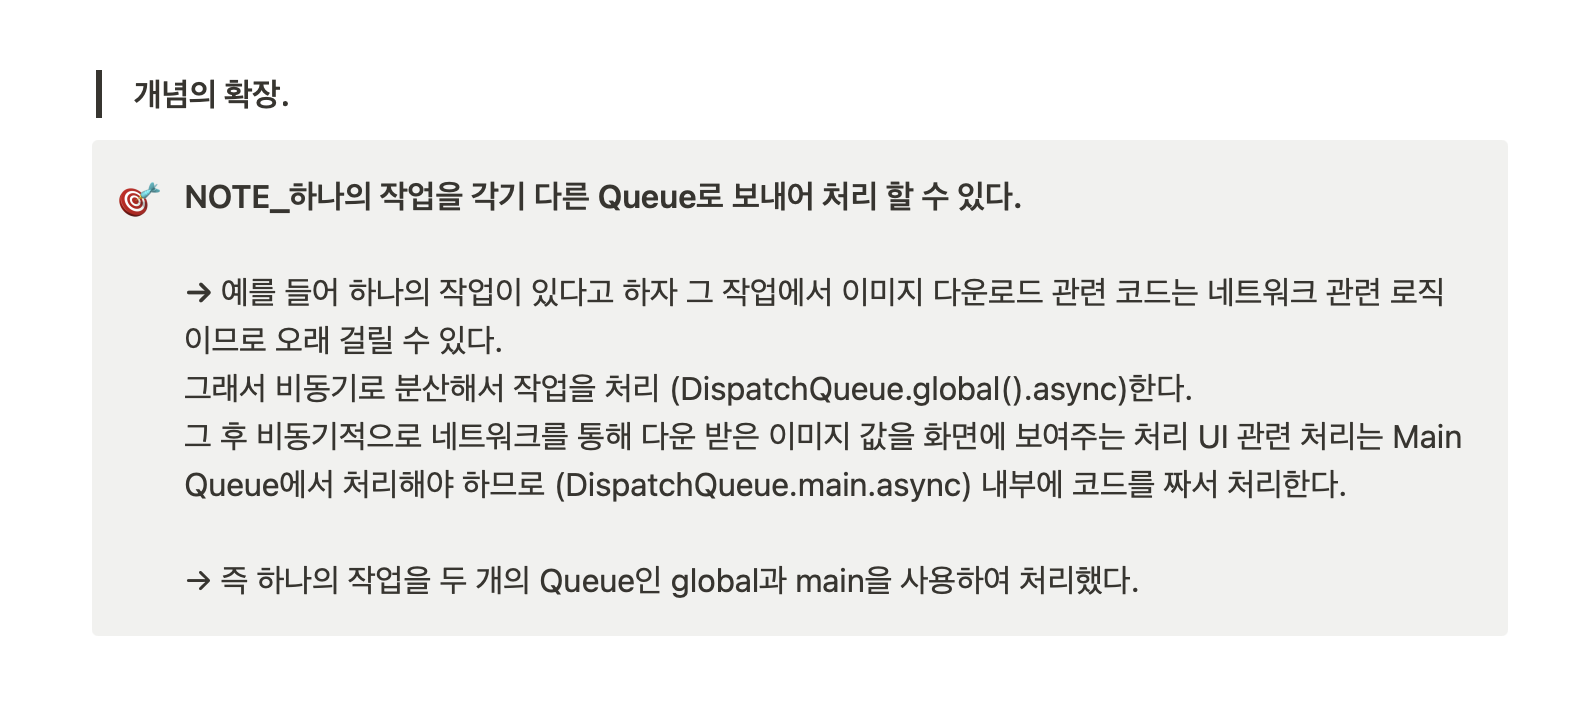 개념의 확장.
NOTE_하나의 작업을 각기 다른 Queue로 보내어 처리 할 수 있다.
→ 예를 들어 하나의 작업이 있다고 하자 그 작업에서 이미지 다운로드 관련 코드는 네트워크 관련 로직
이므로 오래 걸릴 수 있다.
그래서 비동기로 분산해서 작업을 처리 (DispatchQueue.global().async)한다.
그 후 비동기적으로 네트워크를 통해 다운 받은 이미지 값을 화면에 보여주는 처리 UI 관련 처리는 Main
Queue에서 처리해야 하므로 (DispatchQueue.main.async) 내부에 코드를 짜서 처리한다.
→ 즉 하나의 작업을 두 개의 Queue인 global과 main을 사용하여 처리했다.